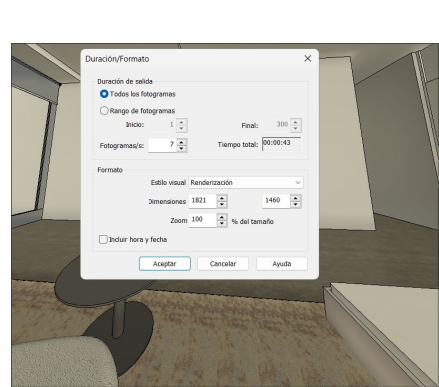 Duración/Formato
Duración de salida
Todos los fotogramas
Rango de fotogramas
Inicio: 1 Final: 300
Fotogramas/s: 7 Tiempo total: 00:00:43
Formato
Estilo visual Renderización
Dimensiones 1821 1460
Zoom 100 % del tamaño
Incluir hora y fecha
Aceptar Cancelar Ayuda